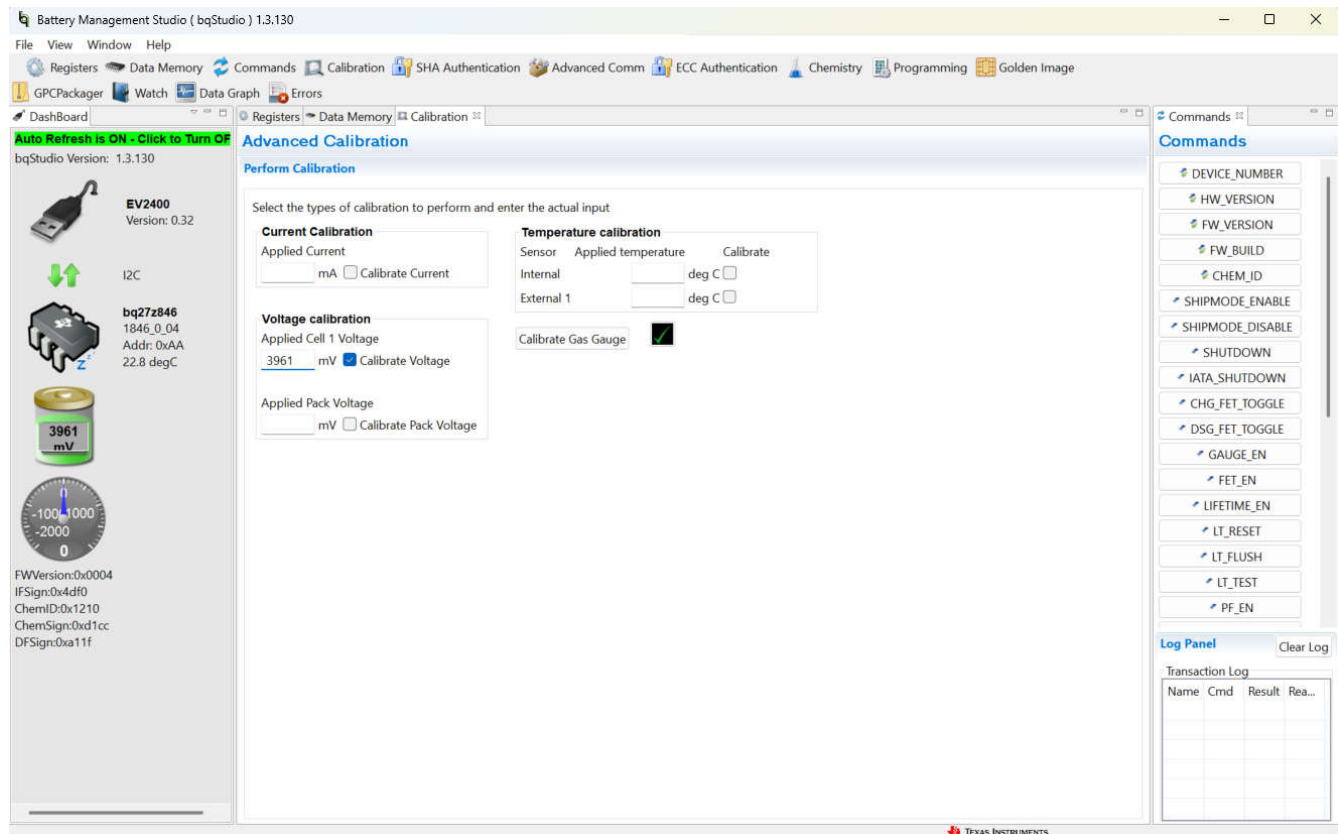 Battery Management Studio ( bqStudio ) 1.3.130
File View Window Help
Registers Data Memory Commands Calibration SHA Authentication Advanced Comm ECC Authentication Chemistry Programming Golden Image
GPCPackager Watch Data Graph Errors
DashBoard
Auto Refresh is ON - Click to Turn OF
bqStudio Version: 1.3.130
EV2400
Version: 0.32
I2C
bq27z846
1846_0_04
Addr: 0xAA
22.8 degC
z z
3961
mV
0
-100 1000
-2000
0
FWVersion:0x0004
IFSign:0x4df0
ChemID:0x1210
ChemSign:0xd1cc
DFSign:0xa11f
Registers Data Memory Calibration
Advanced Calibration
Perform Calibration
Select the types of calibration to perform and enter the actual input
Current Calibration
Applied Current
mA Calibrate Current
Voltage calibration
Applied Cell 1 Voltage
3961 mV Calibrate Voltage
Applied Pack Voltage
mV Calibrate Pack Voltage
Temperature calibration
Sensor Applied temperature Calibrate
Internal deg C
External 1 deg C
Calibrate Gas Gauge
Commands
Commands
DEVICE_NUMBER
HW_VERSION
FW_VERSION
FW_BUILD
CHEM_ID
SHIPMODE_ENABLE
SHIPMODE_DISABLE
SHUTDOWN
IATA_SHUTDOWN
CHG_FET_TOGGLE
DSG_FET_TOGGLE
GAUGE_EN
FET_EN
LIFETIME_EN
LT_RESET
LT_FLUSH
LT_TEST
PF_EN
Log Panel Clear Log
Transaction Log
Name Cmd Result Rea...
TEXAS INSTRUMENTS